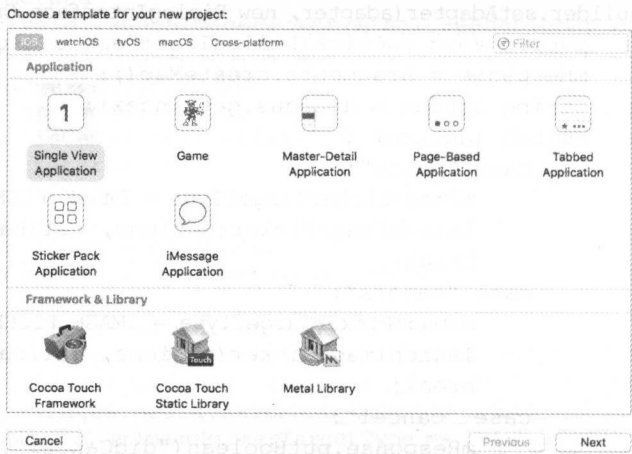 Choose a template for your new project:
iOS watchOS tvOS macOS Cross-platform Filter
Application
1
Single View Application
Game
Master-Detail Application
Page-Based Application
Tabbed Application
Sticker Pack Application
iMessage Application
Framework & Library
Cocoa Touch Framework
Touch
Cocoa Touch Static Library
Metal Library
Cancel Previous Next